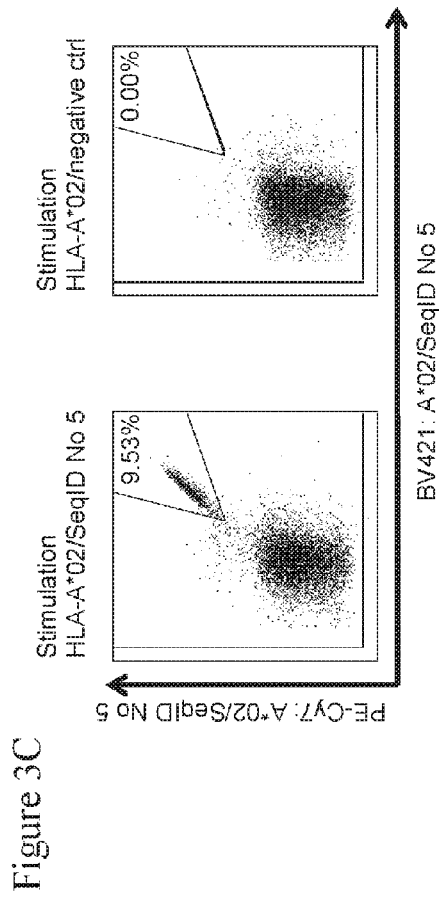 Figure 3C
Stimulation
HLA-A*02/SeqID No 5
9.53%
Stimulation
HLA-A*02/negative ctrl
0.00%
PE-Cy7: A*02/SeqID No 5
BV421: A*02/SeqID No 5